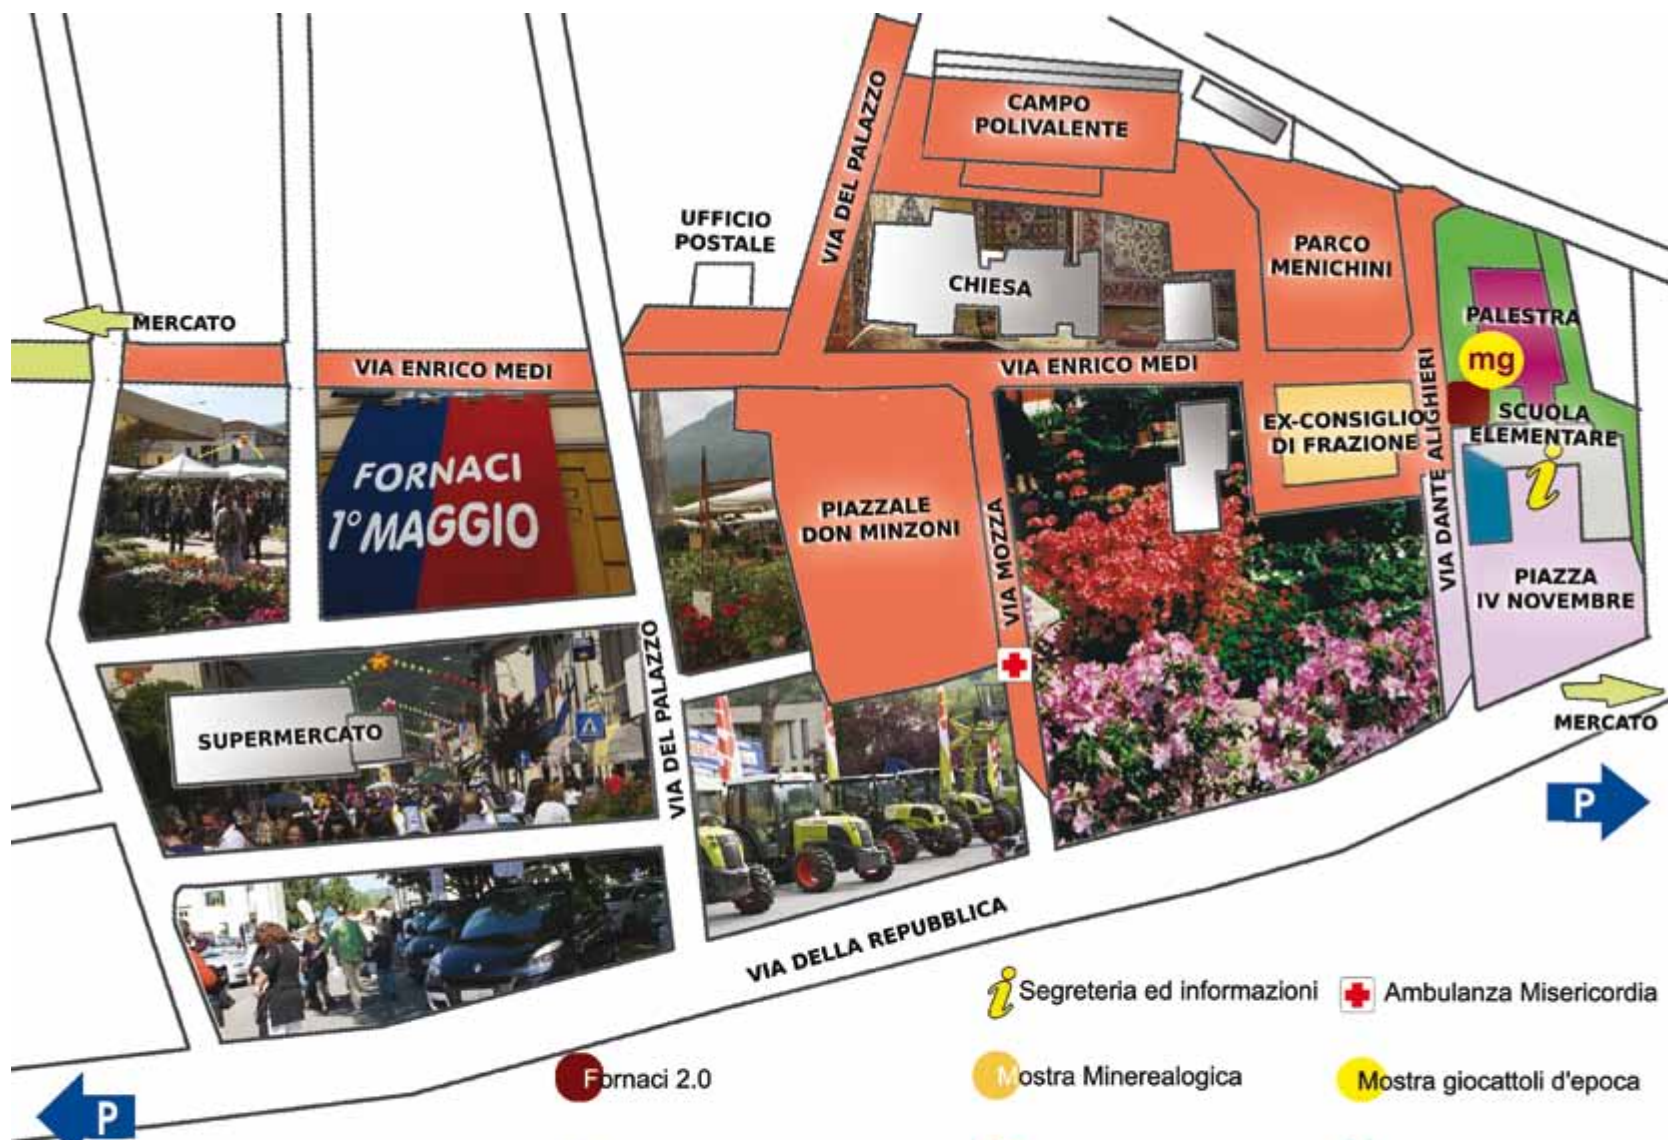 CAMPO
POLIVALENTE
VIA DEL PALAZZO
UFFICIO
POSTALE
PARCO
MENICHINI
CHIESA
MERCATO
PALESTRA
VIA ENRICO MEDI
VIA ENRICO MEDI
mg
VIA DANTE ALIGHIERI
EX-CONSIGLIO
DI FRAZIONE
SCUOLA
ELEMENTARE
i
FORNACI
1° MAGGIO
PIAZZALE
DON MINZONI
VIA MOZZA
PIAZZA
IV NOVEMBRE
VIA DEL PALAZZO
SUPERMERCATO
MERCATO
P
VIA DELLA REPUBBLICA
i Segreteria ed informazioni
Ambulanza Misericordia
Fornaci 2.0
Mostra Minerealogica
Mostra giocattoli d'epoca
P